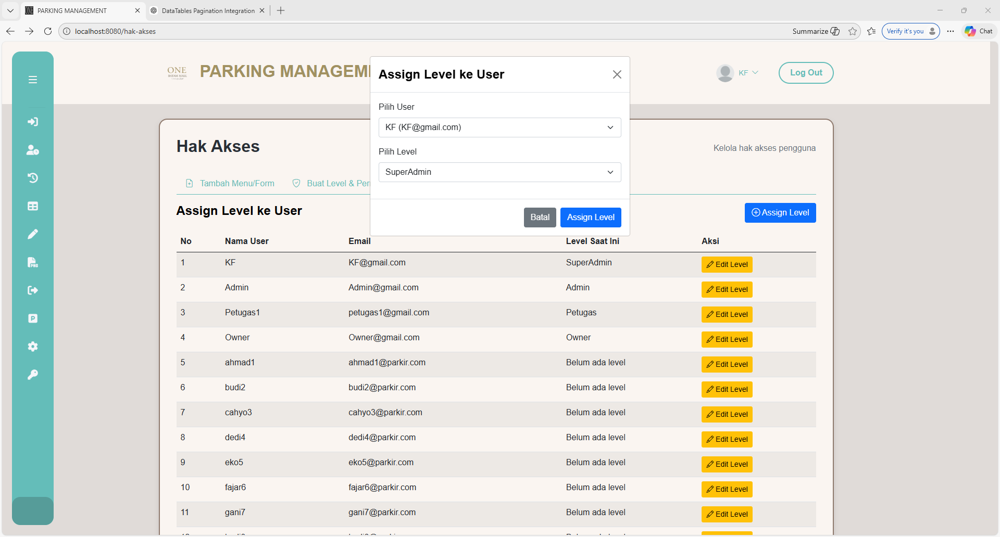 PARKING MANAGEMENT
DataTables Pagination Integration
localhost:8080/hak-akses
Summarize
Verify it's you
Chat
ONE
BATAM MALL
PARKING MANAGEM
KF
Log Out
Assign Level ke User
Pilih User
KF (KF@gmail.com)
Pilih Level
SuperAdmin
Batal
Assign Level
Hak Akses
Kelola hak akses pengguna
Tambah Menu/Form
Buat Level & Per
Assign Level ke User
Assign Level
No Nama User Email Level Saat Ini Aksi
1 KF KF@gmail.com SuperAdmin Edit Level
2 Admin Admin@gmail.com Admin Edit Level
3 Petugas1 petugas1@gmail.com Petugas Edit Level
4 Owner Owner@gmail.com Owner Edit Level
5 ahmad1 ahmad1@parkir.com Belum ada level Edit Level
6 budi2 budi2@parkir.com Belum ada level Edit Level
7 cahyo3 cahyo3@parkir.com Belum ada level Edit Level
8 dedi4 dedi4@parkir.com Belum ada level Edit Level
9 eko5 eko5@parkir.com Belum ada level Edit Level
10 fajar6 fajar6@parkir.com Belum ada level Edit Level
11 gani7 gani7@parkir.com Belum ada level Edit Level